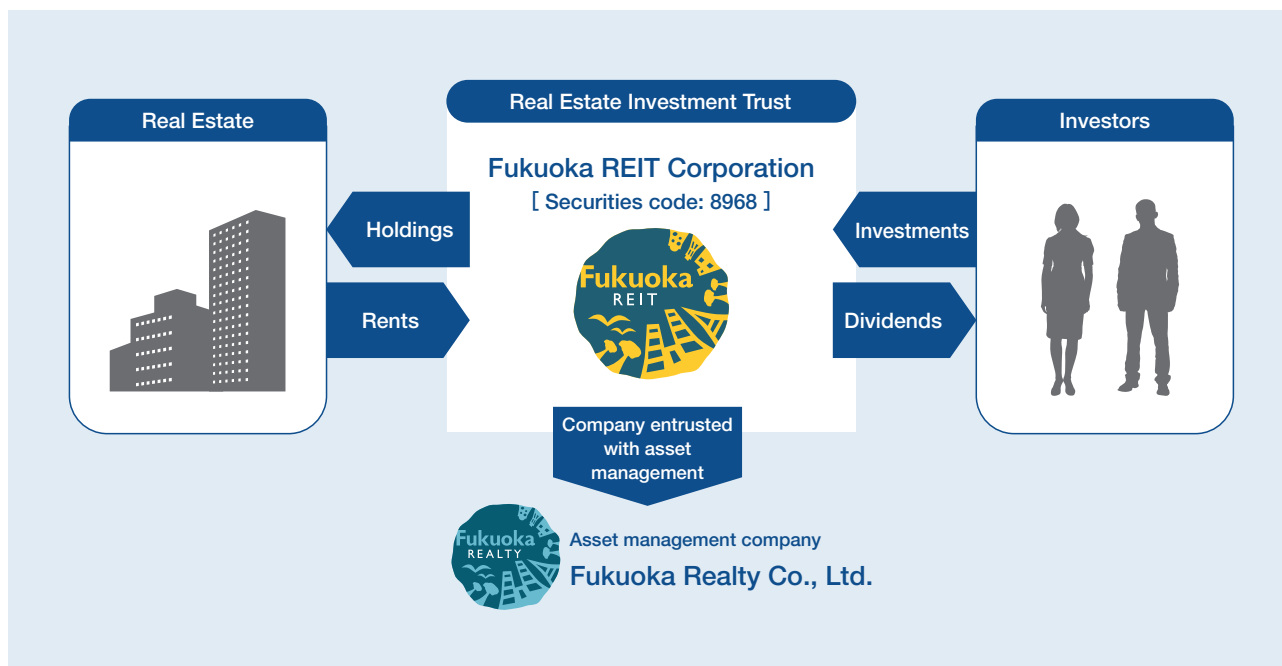 Real Estate
Real Estate Investment Trust
Investors
Fukuoka REIT Corporation
[ Securities code: 8968 ]
Holdings
Rents
Fukuoka
REIT
Investments
Dividends
Company entrusted
with asset
management
Fukuoka
REALTY
Asset management company
Fukuoka Realty Co., Ltd.